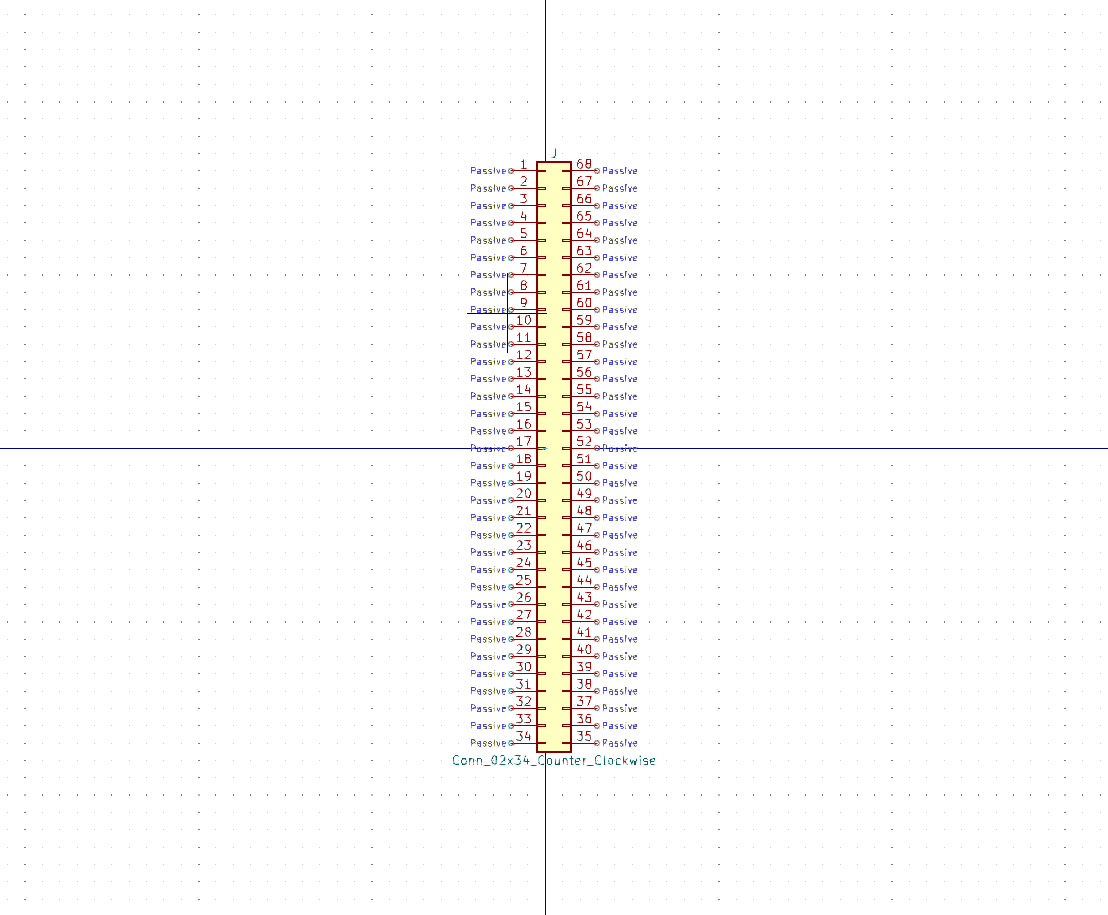 J
Passive 1 68 Passive
Passive 2 67 Passive
Passive 3 66 Passive
Passive 4 65 Passive
Passive 5 64 Passive
Passive 6 63 Passive
Passive 7 62 Passive
Passive 8 61 Passive
Passive 9 60 Passive
Passive 10 59 Passive
Passive 11 58 Passive
Passive 12 57 Passive
Passive 13 56 Passive
Passive 14 55 Passive
Passive 15 54 Passive
Passive 16 53 Passive
Passive 17 52 Passive
Passive 18 51 Passive
Passive 19 50 Passive
Passive 20 49 Passive
Passive 21 48 Passive
Passive 22 47 Passive
Passive 23 46 Passive
Passive 24 45 Passive
Passive 25 44 Passive
Passive 26 43 Passive
Passive 27 42 Passive
Passive 28 41 Passive
Passive 29 40 Passive
Passive 30 39 Passive
Passive 31 38 Passive
Passive 32 37 Passive
Passive 33 36 Passive
Passive 34 35 Passive
Conn_02x34_Counter_Clockwise